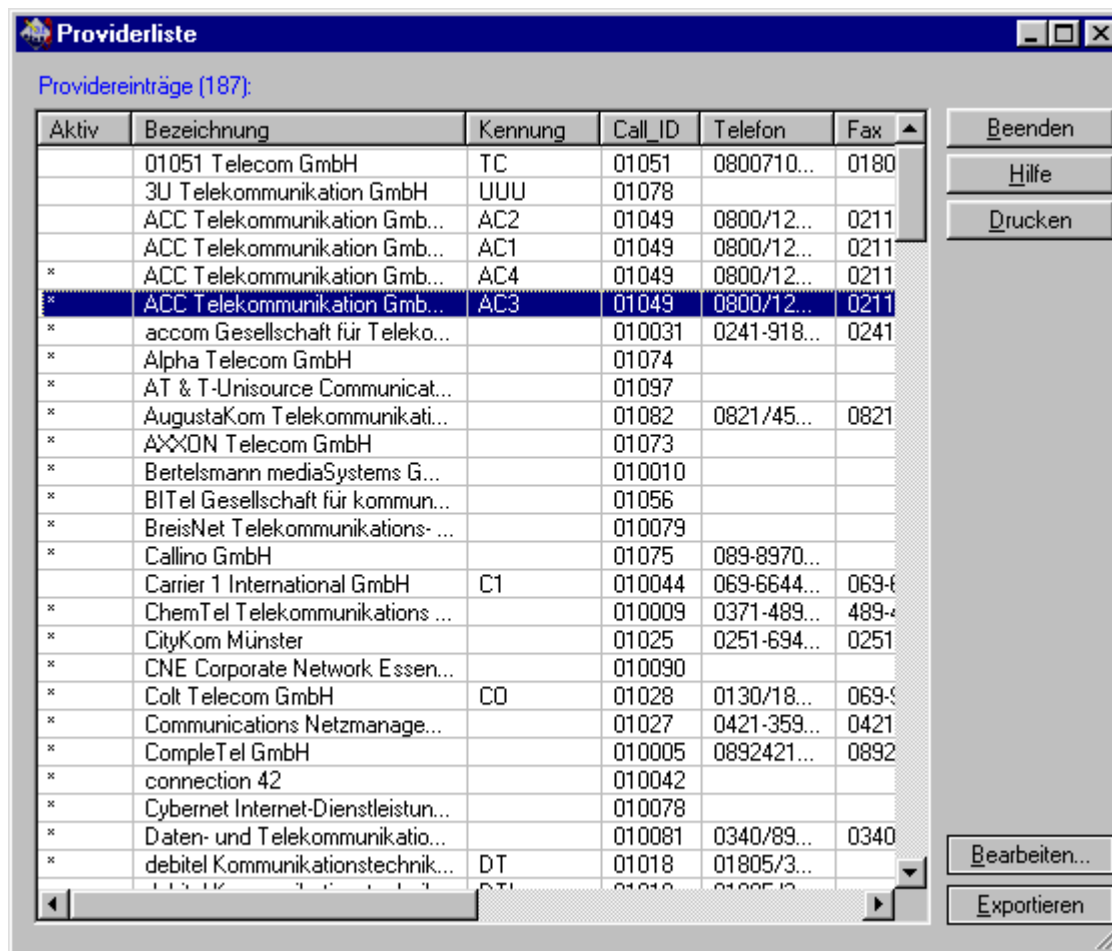 Providerliste
Providereinträge (187):
Aktiv Bezeichnung Kennung Call_ID Telefon Fax
01051 Telecom GmbH TC 01051 0800710... 0180
3U Telekommunikation GmbH UUU 01078
ACC Telekommunikation Gmb... AC2 01049 0800/12... 0211
ACC Telekommunikation Gmb... AC1 01049 0800/12... 0211
* ACC Telekommunikation Gmb... AC4 01049 0800/12... 0211
* ACC Telekommunikation Gmb... AC3 01049 0800/12... 0211
* accom Gesellschaft für Teleko... 010031 0241-918... 0241
* Alpha Telecom GmbH 01074
* AT & T-Unisource Communicat... 01097
* AugustaKom Telekommunikati... 01082 0821/45... 0821
* AXXON Telecom GmbH 01073
* Bertelsmann mediaSystems G... 010010
* BITel Gesellschaft für kommun... 01056
* BreisNet Telekommunikations- ... 010079
* Callino GmbH 01075 089-8970...
Carrier 1 International GmbH C1 010044 069-6644... 069-6
* ChemTel Telekommunikations ... 010009 0371-489... 489-4
* CityKom Münster 01025 0251-694... 0251
* CNE Corporate Network Essen... 010090
* Colt Telecom GmbH CO 01028 0130/18... 069-9
* Communications Netzmanage... 01027 0421-359... 0421
* CompleTel GmbH 010005 0892421... 0892
* connection 42 010042
* Cybernet Internet-Dienstleistun... 010078
* Daten- und Telekommunikatio... 010081 0340/89... 0340
* debitel Kommunikationstechnik... DT 01018 01805/3...
Beenden
Hilfe
Drucken
Bearbeiten...
Exportieren